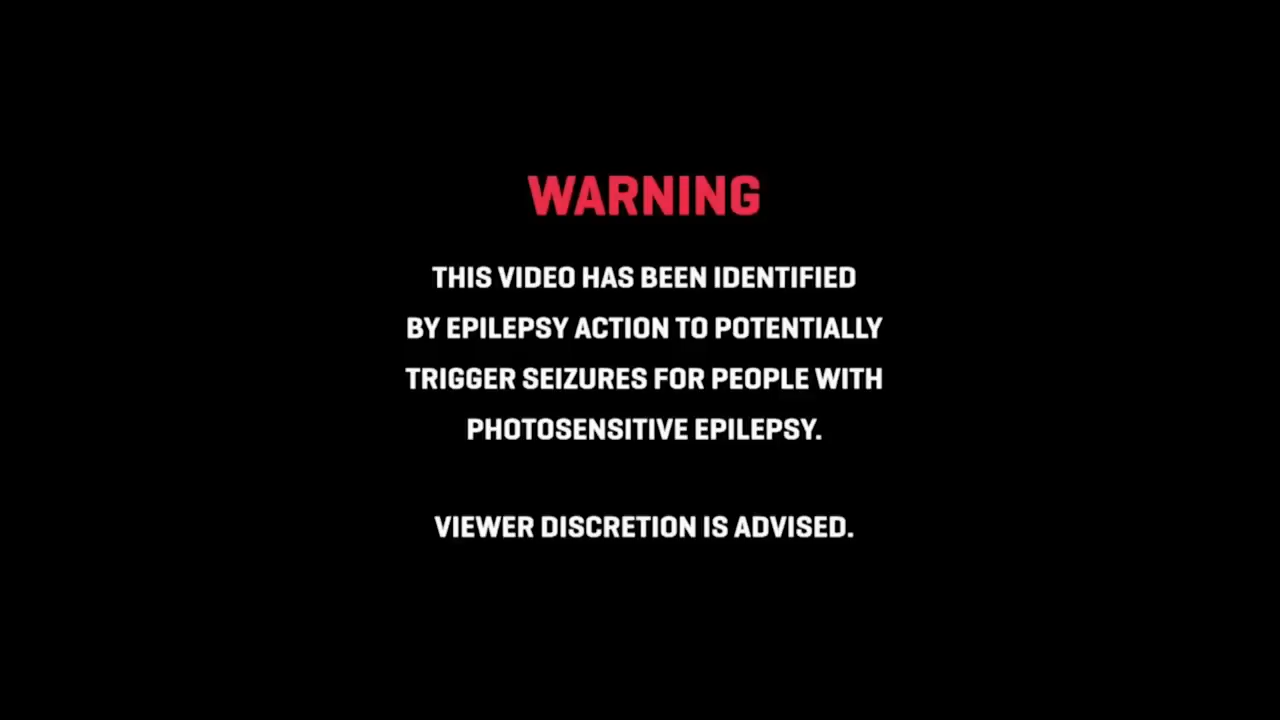 WARNING
THIS VIDEO HAS BEEN IDENTIFIED
BY EPILEPSY ACTION TO POTENTIALLY
TRIGGER SEIZURES FOR PEOPLE WITH
PHOTOSENSITIVE EPILEPSY.
VIEWER DISCRETION IS ADVISED.